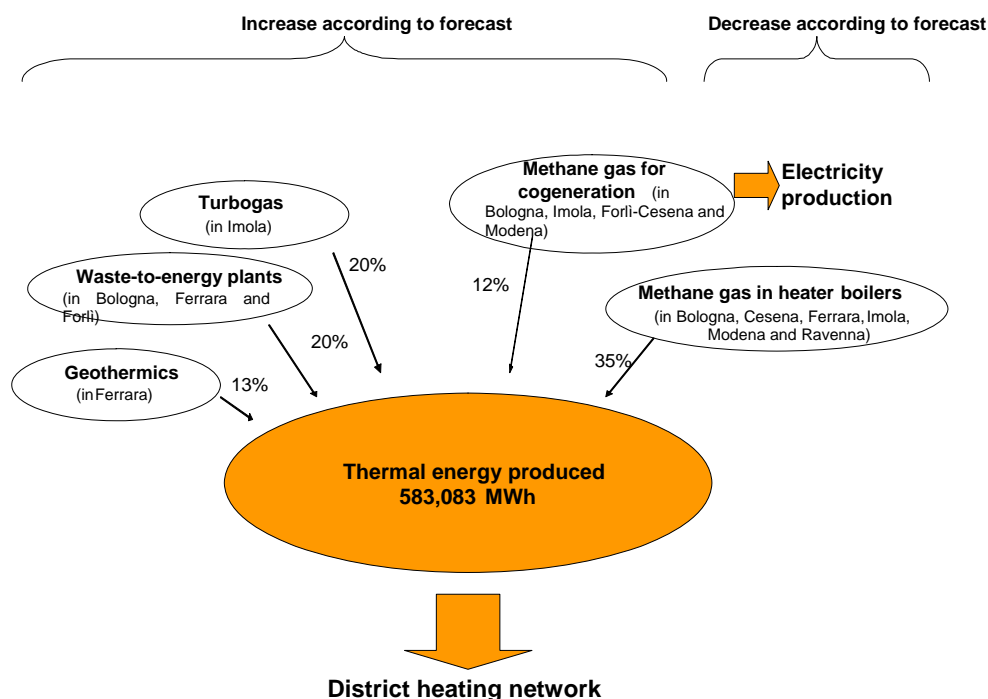 Increase according to forecast
Decrease according to forecast
Methane gas for
cogeneration (in
Bologna, Imola, Forlì-Cesena and
Modena)
Electricity
production
Turbogas
(in Imola)
20%
Waste-to-energy plants
(in Bologna, Ferrara and
Forlì)
12%
Methane gas in heater boilers
(in Bologna, Cesena, Ferrara, Imola,
Modena and Ravenna)
20%
35%
Geothermics
(in Ferrara)
13%
Thermal energy produced
583,083 MWh
District heating network